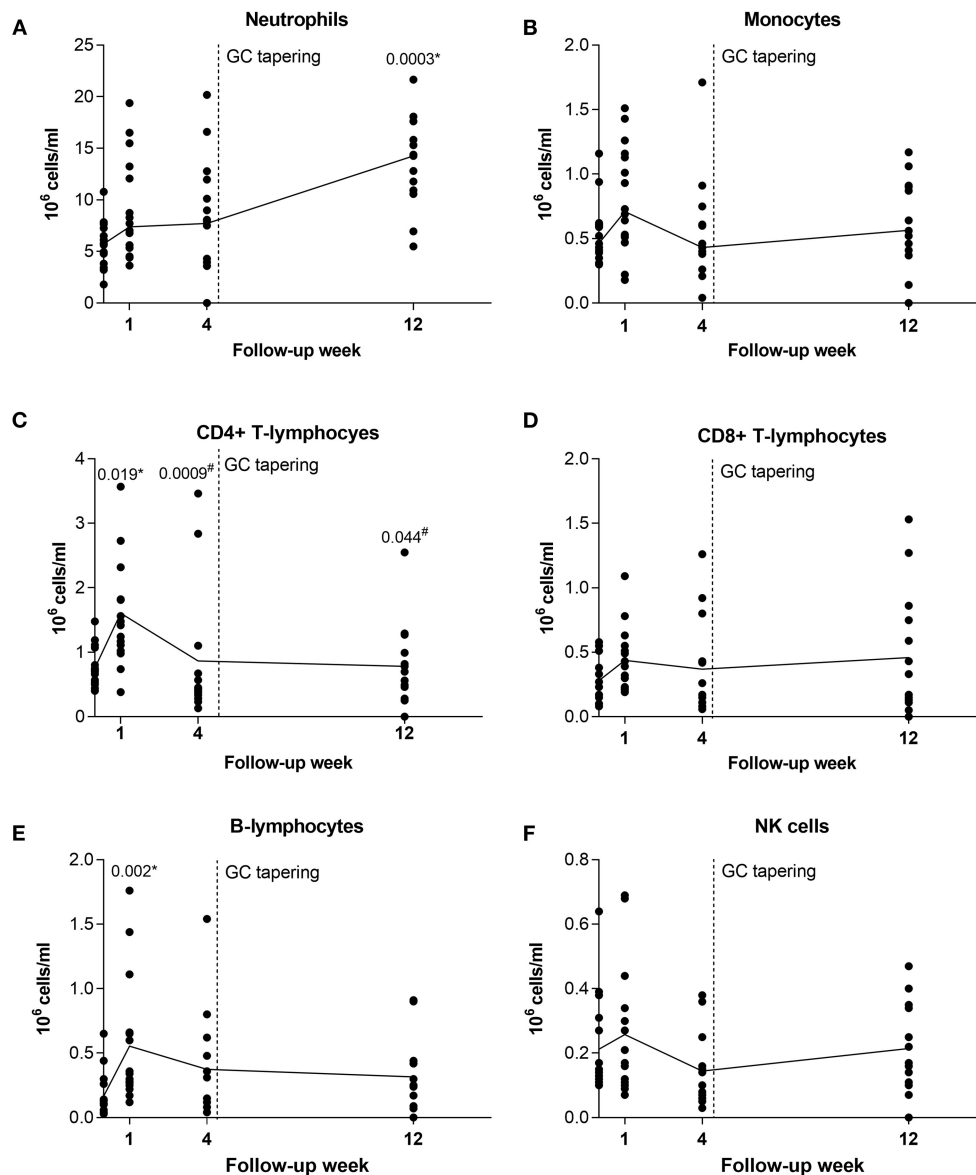 A
Neutrophils
25
20
15
10
5
0
10⁶ cells/ml
GC tapering
0.0003*
1
4
12
Follow-up week
B
Monocytes
2.0
1.5
1.0
0.5
0.0
10⁶ cells/ml
GC tapering
1
4
12
Follow-up week
C
CD4+ T-lymphocyes
4
3
2
1
0
10⁶ cells/ml
0.019*
0.0009#
GC tapering
0.044#
1
4
12
Follow-up week
D
CD8+ T-lymphocytes
2.0
1.5
1.0
0.5
0.0
10⁶ cells/ml
GC tapering
1
4
12
Follow-up week
E
B-lymphocytes
2.0
1.5
1.0
0.5
0.0
10⁶ cells/ml
0.002*
GC tapering
1
4
12
Follow-up week
F
NK cells
0.8
0.6
0.4
0.2
0.0
10⁶ cells/ml
GC tapering
1
4
12
Follow-up week